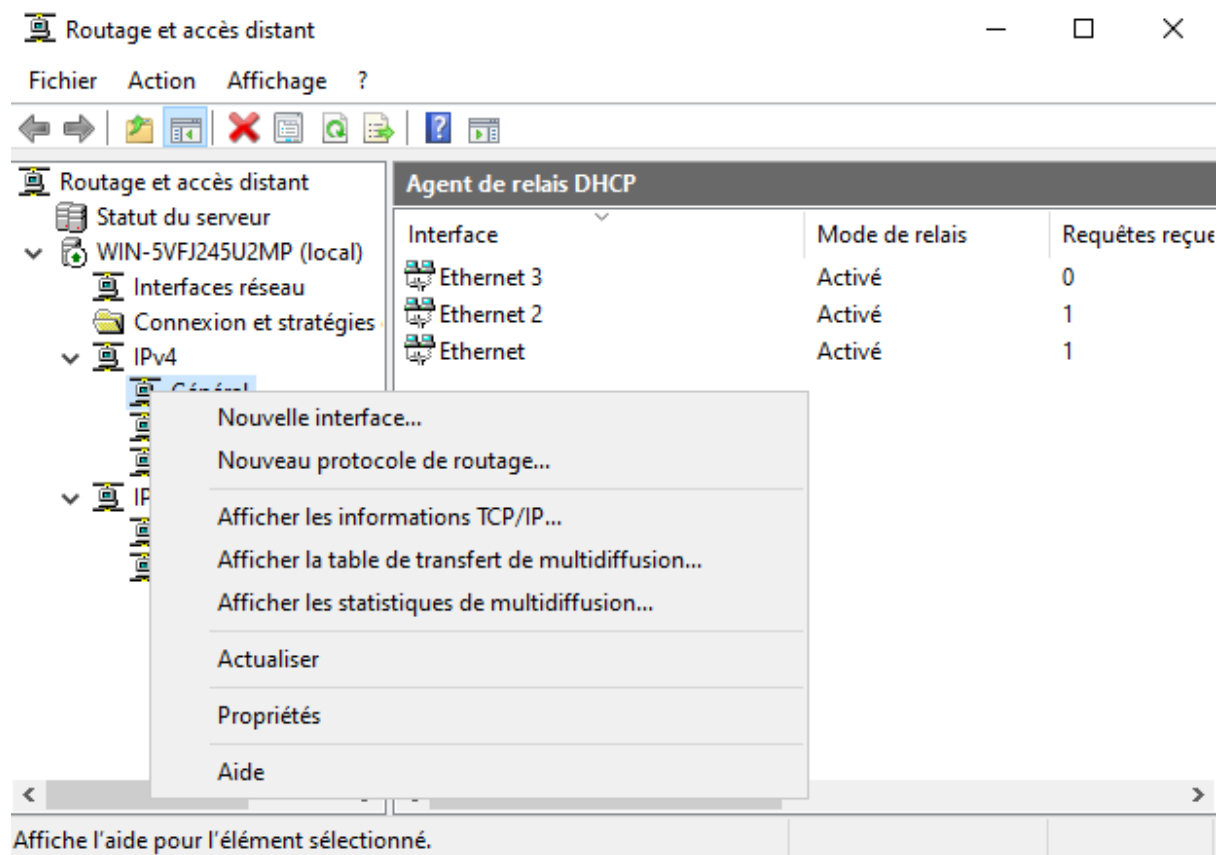 Routage et accès distant
Fichier Action Affichage ?
Routage et accès distant
Statut du serveur
WIN-5VFJ245U2MP (local)
Interfaces réseau
Connexion et stratégies
IPv4
Général
Agent de relais DHCP
Interface Mode de relais Requêtes reçue
Ethernet 3 Activé 0
Ethernet 2 Activé 1
Ethernet Activé 1
Nouvelle interface...
Nouveau protocole de routage...
Afficher les informations TCP/IP...
Afficher la table de transfert de multidiffusion...
Afficher les statistiques de multidiffusion...
Actualiser
Propriétés
Aide
Affiche l'aide pour l'élément sélectionné.